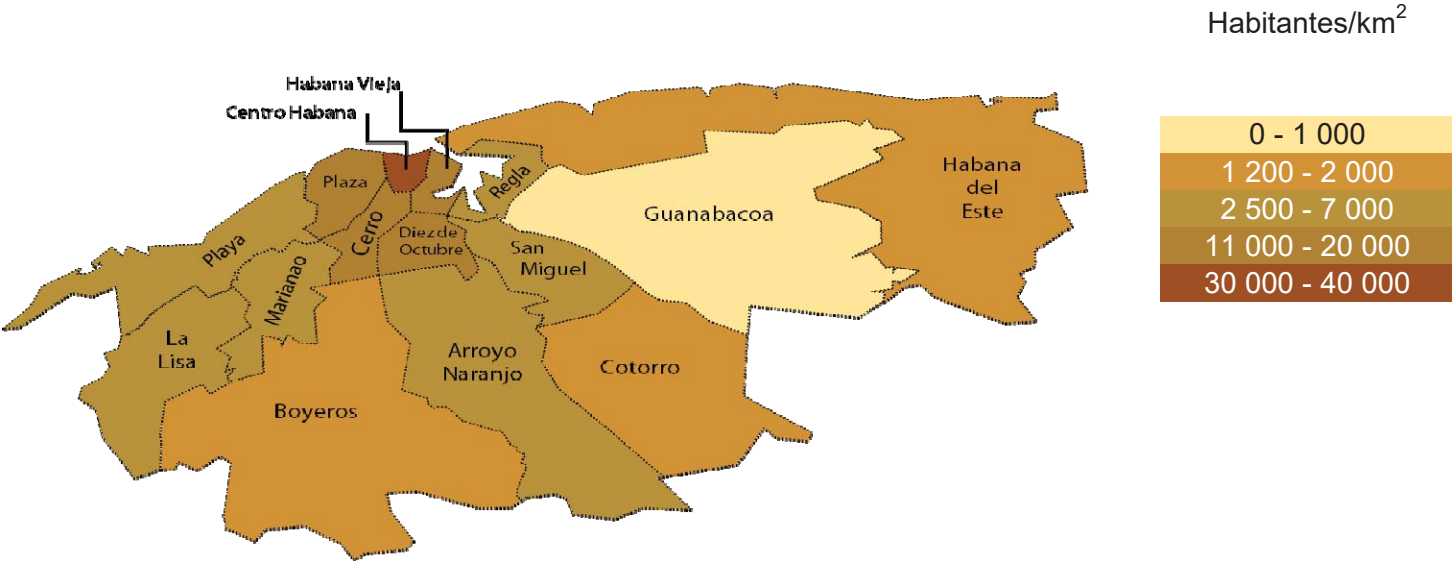 Habitantes/km²
Habana Vieja
Centro Habana
0 - 1 000
1 200 - 2 000
2 500 - 7 000
11 000 - 20 000
30 000 - 40 000
Plaza
Regla
Habana
del
Este
Guanabacoa
Playa
Cerro
Diez de
Octubre
San
Miguel
Marianao
La
Lisa
Arroyo
Naranjo
Cotorro
Boyeros